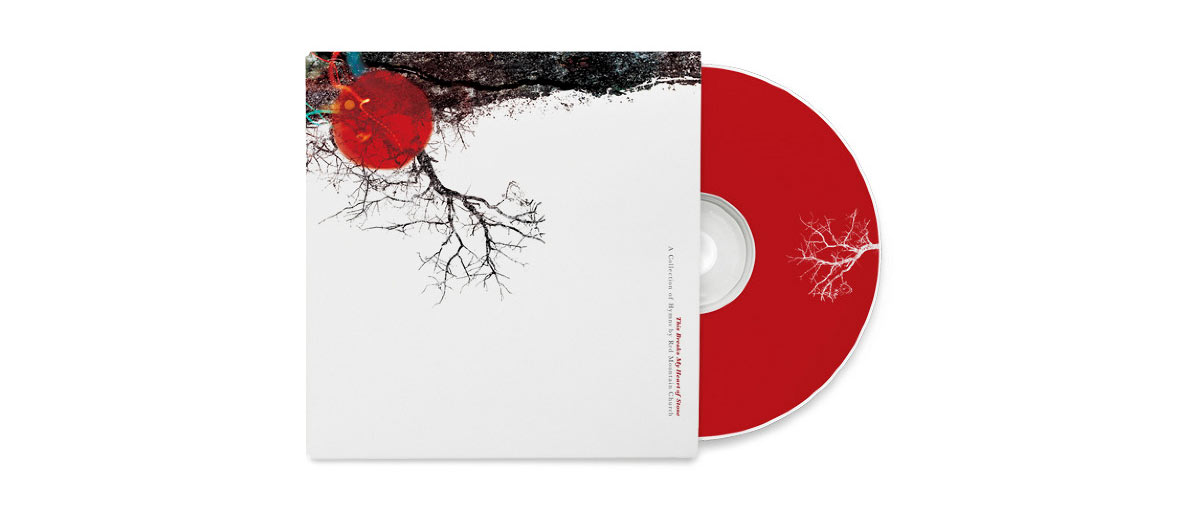 This Breaks My Heart of Stone
A Collection of Hymns by Red Mountain Church